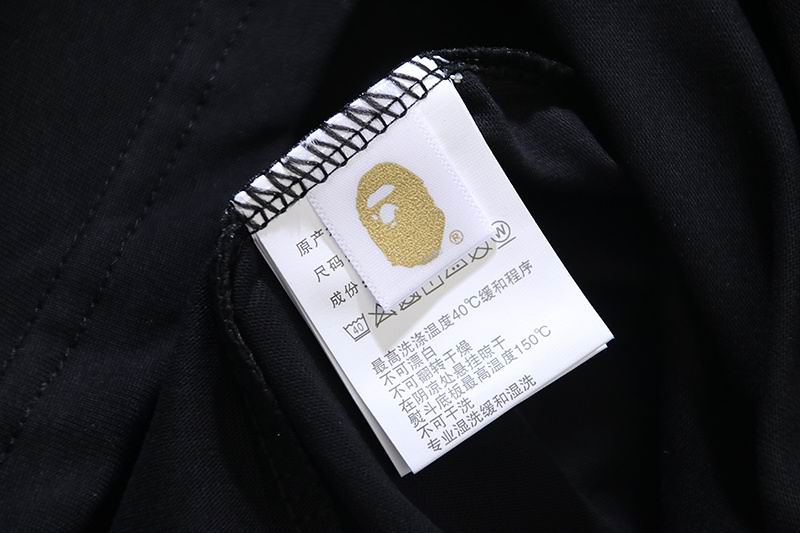 ®
原产
尺码
成份
40 W
最高洗涤温度40℃缓和程序
不可漂白
不可翻转干燥
在阴凉处悬挂晾干
熨斗底板最高温度150℃
不可干洗
专业湿洗缓和湿洗